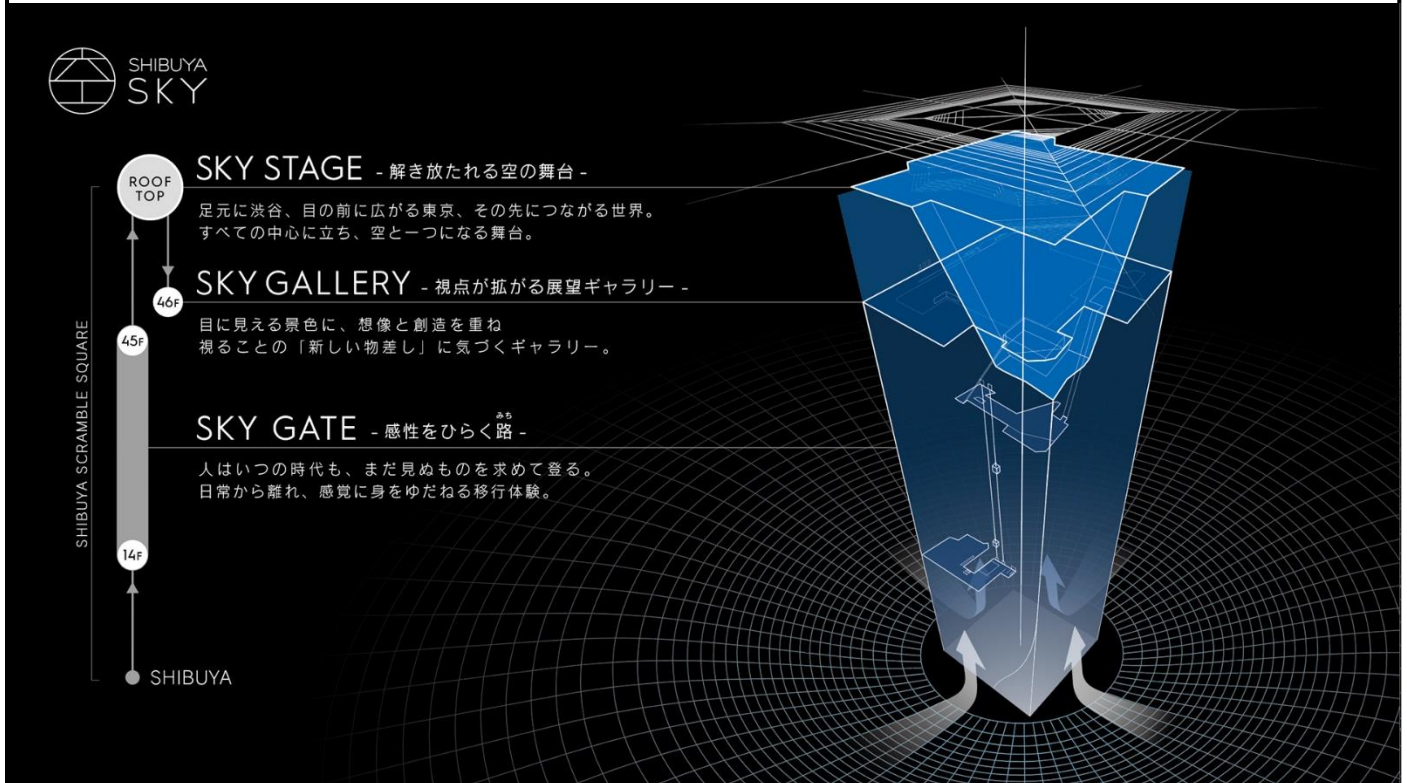 SHIBUYA
SKY
ROOF
TOP
SKY STAGE - 解き放たれる空の舞台 -
足元に渋谷、目の前に広がる東京、その先につながる世界。
すべての中心に立ち、空と一つになる舞台。
46F
SKY GALLERY - 視点が拡がる展望ギャラリー -
目に見える景色に、想像と創造を重ね
視ることの「新しい物差し」に気づくギャラリー。
45F
SHIBUYA SCRAMBLE SQUARE
みち
SKY GATE - 感性をひらく路 -
人はいつの時代も、まだ見ぬものを求めて登る。
日常から離れ、感覚に身をゆだねる移行体験。
14F
SHIBUYA